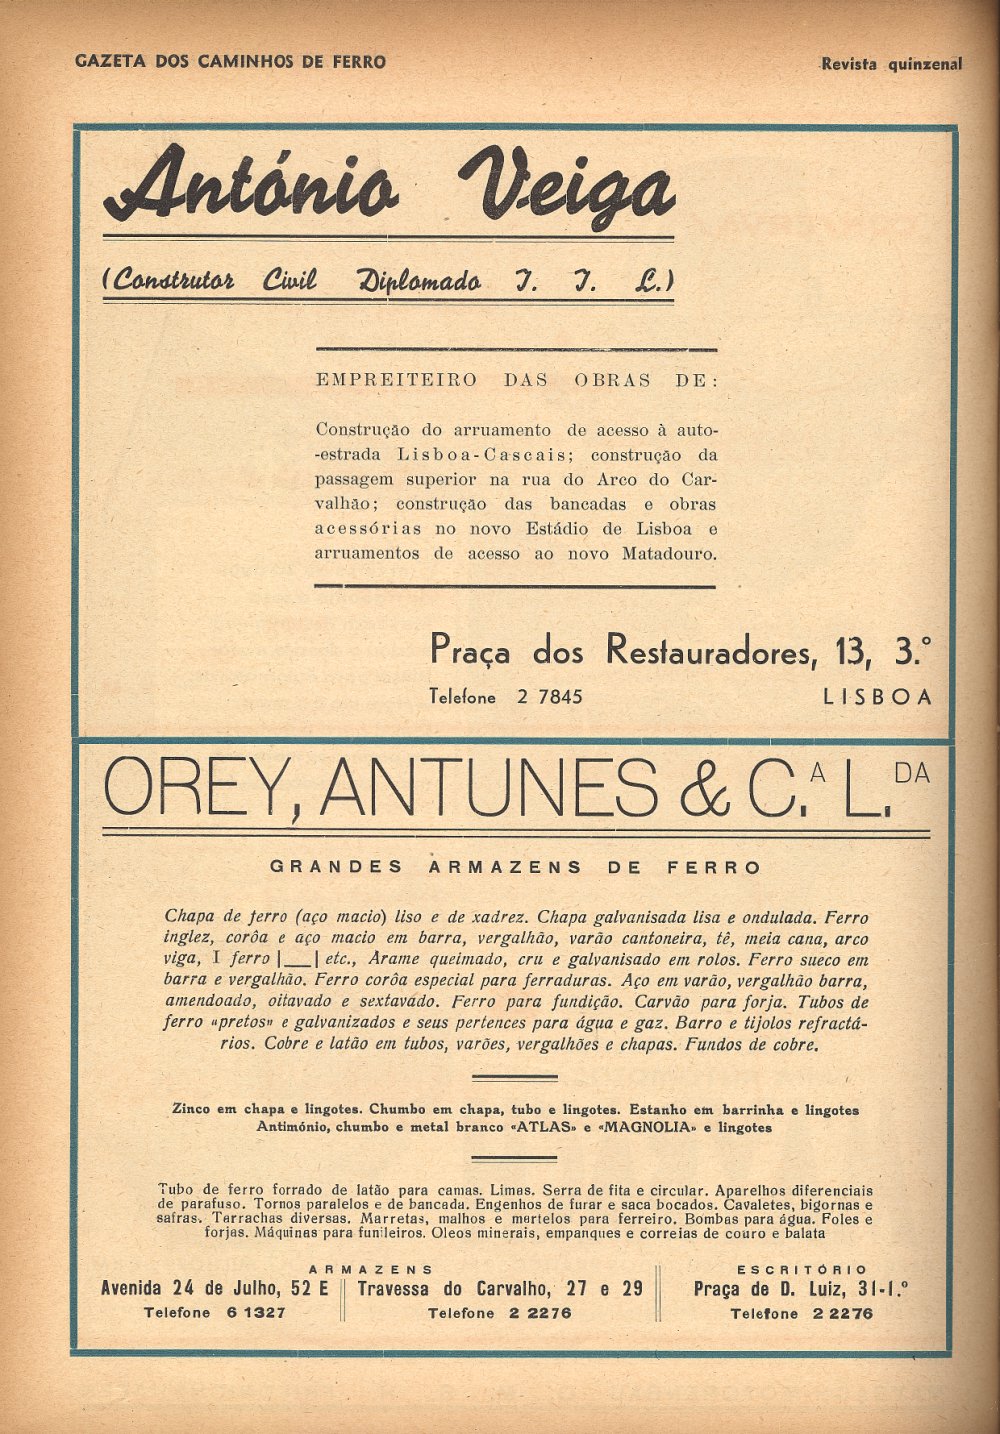 GAZETA DOS CAMINHOS DE FERRO
Revista quinzenal
António Veiga
(Construtor Civil Diplomado I. I. L.)
EMPREITEIRO DAS OBRAS DE:
Construção do arruamento de acesso à auto-
-estrada Lisboa-Cascais; construção da
passagem superior na rua do Arco do Car-
valhão; construção das bancadas e obras
acessórias no novo Estádio de Lisboa e
arruamentos de acesso ao novo Matadouro.
Praça dos Restauradores, 13, 3.º
Telefone 2 7845 LISBOA
OREY, ANTUNES & C.A L.DA
GRANDES ARMAZENS DE FERRO
Chapa de ferro (aço macio) liso e de xadrez. Chapa galvanisada lisa e ondulada. Ferro
inglez, corôa e aço macio em barra, vergalhão, varão cantoneira, tê, meia cana, arco
viga, I ferro |__| etc., Arame queimado, cru e galvanisado em rolos. Ferro sueco em
barra e vergalhão. Ferro corôa especial para ferraduras. Aço em varão, vergalhão barra,
amendoado, oitavado e sextavado. Ferro para fundição. Carvão para forja. Tubos de
ferro «pretos» e galvanizados e seus pertences para água e gaz. Barro e tijolos refractá-
rios. Cobre e latão em tubos, varões, vergalhões e chapas. Fundos de cobre.
Zinco em chapa e lingotes. Chumbo em chapa, tubo e lingotes. Estanho em barrinha e lingotes
Antimónio, chumbo e metal branco «ATLAS» e «MAGNOLIA» e lingotes
Tubo de ferro forrado de latão para camas. Limas. Serra de fita e circular. Aparelhos diferenciais
de parafuso. Tornos paralelos e de bancada. Engenhos de furar e saca bocados. Cavaletes, bigornas e
safras. Tarrachas diversas. Marretas, malhos e mertelos para ferreiro. Bombas para água. Foles e
forjas. Máquinas para funileiros. Oleos minerais, empanques e correias de couro e balata
ARMAZENS
Avenida 24 de Julho, 52 E
Telefone 6 1327
Travessa do Carvalho, 27 e 29
Telefone 2 2276
ESCRITÓRIO
Praça de D. Luiz, 31-1.º
Telefone 2 2276